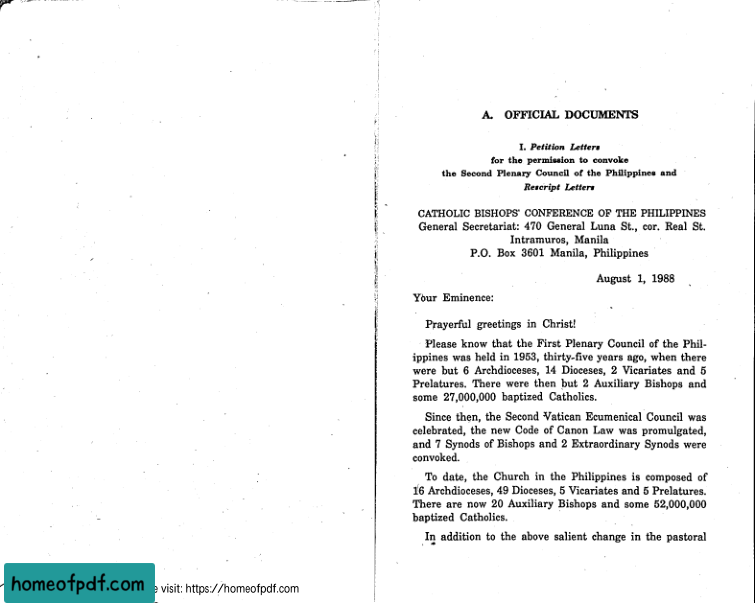 A. OFFICIAL DOCUMENTS
I. Petition Letters
for the permission to convoke
the Second Plenary Council of the Philippines and
Rescript Letters
CATHOLIC BISHOPS' CONFERENCE OF THE PHILIPPINES
General Secretariat: 470 General Luna St., cor. Real St.
Intramuros, Manila
P.O. Box 3601 Manila, Philippines
August 1, 1988
Your Eminence:
Prayerful greetings in Christ!
Please know that the First Plenary Council of the Phil-
ippines was held in 1953, thirty-five years ago, when there
were but 6 Archdioceses, 14 Dioceses, 2 Vicariates and 5
Prelatures. There were then but 2 Auxiliary Bishops and
some 27,000,000 baptized Catholics.
Since then, the Second Vatican Ecumenical Council was
celebrated, the new Code of Canon Law was promulgated,
and 7 Synods of Bishops and 2 Extraordinary Synods were
convoked.
To date, the Church in the Philippines is composed of
16 Archdioceses, 49 Dioceses, 5 Vicariates and 5 Prelatures.
There are now 20 Auxiliary Bishops and some 52,000,000
baptized Catholics.
In addition to the above salient change in the pastoral
homeofpdf.com
e visit: https://homeofpdf.com